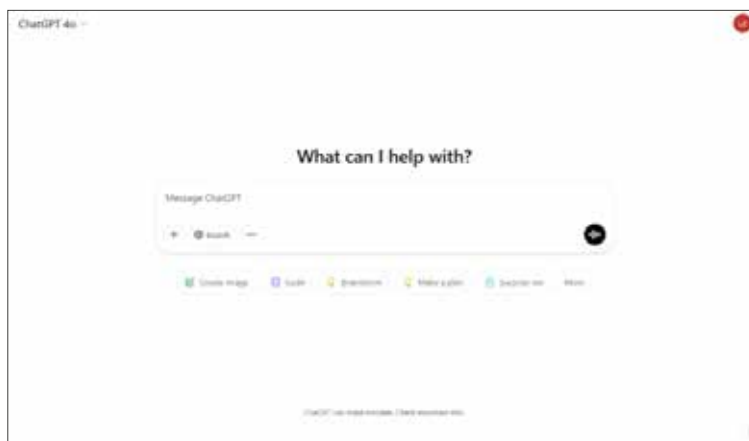 ChatGPT 4o
What can I help with?
Message ChatGPT
Search
Create image Code Brainstorm Make a plan Surprise me More
ChatGPT can make mistakes. Check important info.